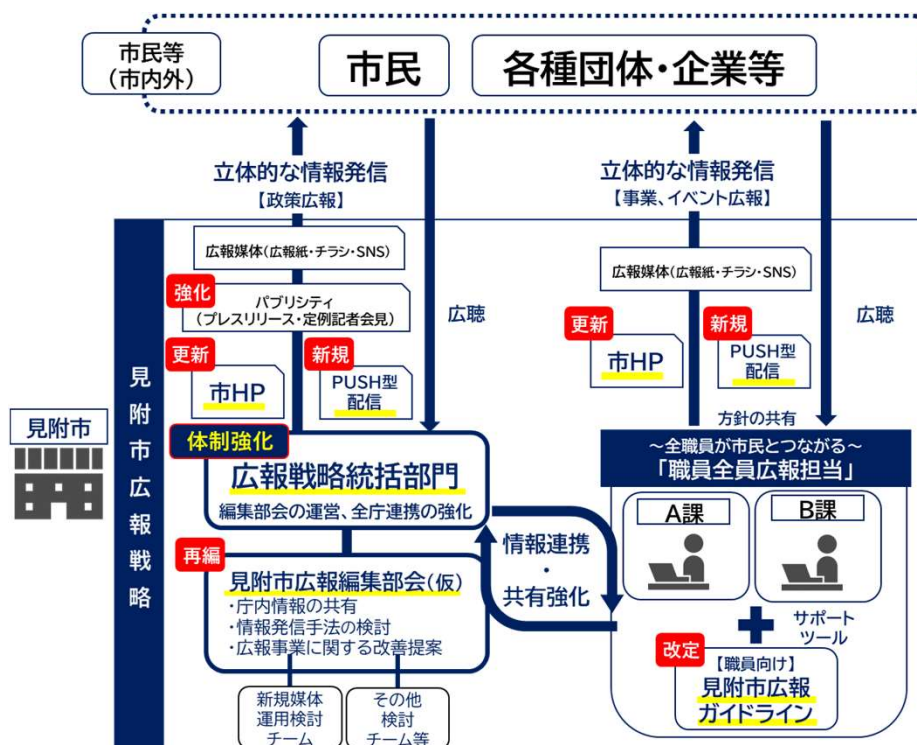 市民等
(市内外)
市民
各種団体・企業等
立体的な情報発信
【政策広報】
立体的な情報発信
【事業、イベント広報】
広報媒体(広報紙・チラシ・SNS)
強化
パブリシティ
(プレスリリース・定例記者会見)
更新
市HP
新規
PUSH型
配信
広聴
広報媒体(広報紙・チラシ・SNS)
更新
市HP
新規
PUSH型
配信
広聴
方針の共有
見附市
見附市広報戦略
体制強化
広報戦略統括部門
編集部会の運営、全庁連携の強化
再編
見附市広報編集部会(仮)
・庁内情報の共有
・情報発信手法の検討
・広報事業に関する改善提案
新規媒体
運用検討
チーム
その他
検討
チーム等
情報連携
・
共有強化
～全職員が市民とつながる～
「職員全員広報担当」
A課
B課
サポート
ツール
改定
【職員向け】
見附市広報
ガイドライン